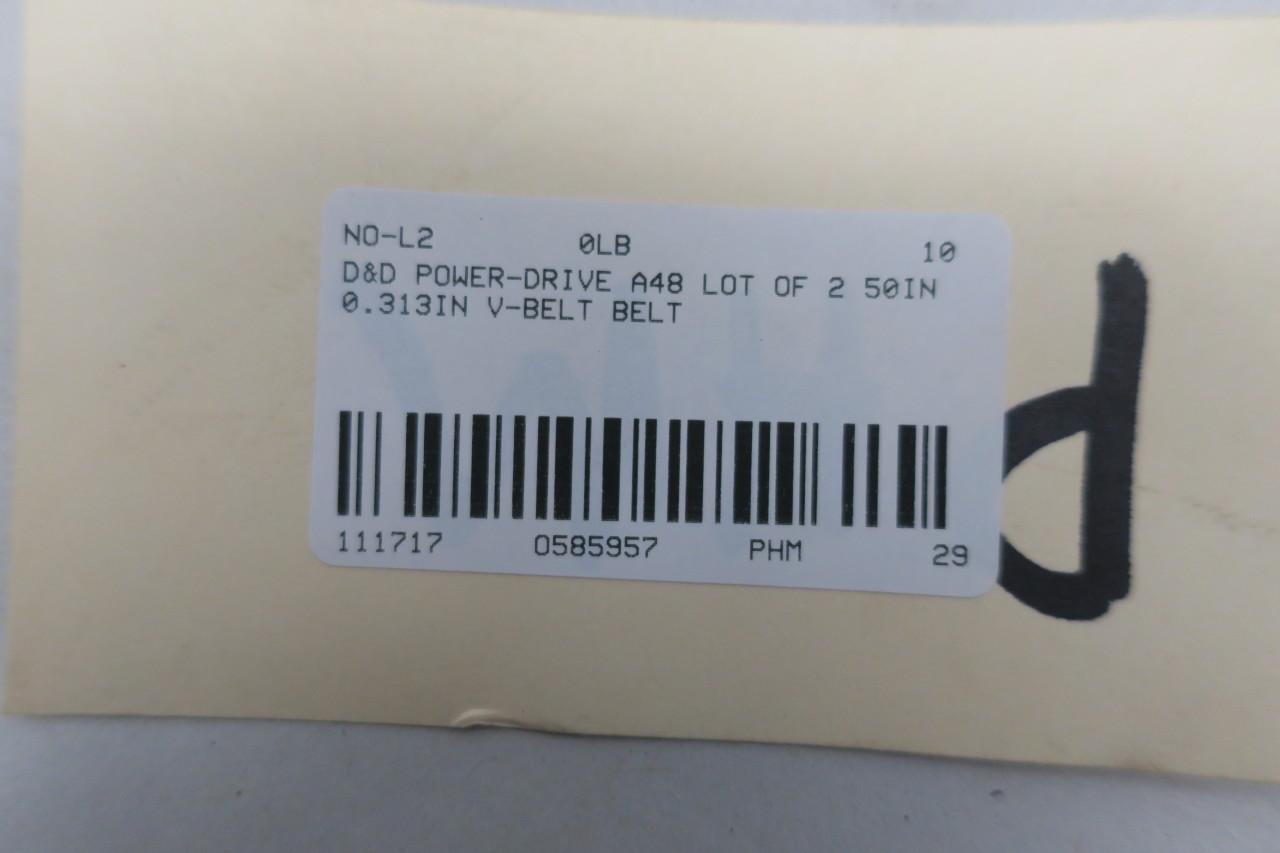 NO-L2 0LB 10
D&D POWER-DRIVE A48 LOT OF 2 50IN
0.313IN V-BELT BELT
111717 0585957 PHM 29
d